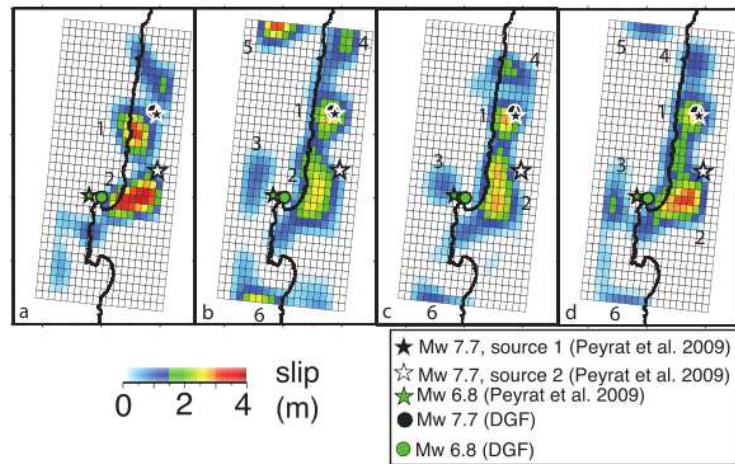 5
4
4
5
4
1
1
1
1
3
3
3
2
2
2
2
a
b
6
c
6
d
6
slip
0 2 4 (m)
Mw 7.7, source 1 (Peyrat et al. 2009)
Mw 7.7, source 2 (Peyrat et al. 2009)
Mw 6.8 (Peyrat et al. 2009)
Mw 7.7 (DGF)
Mw 6.8 (DGF)